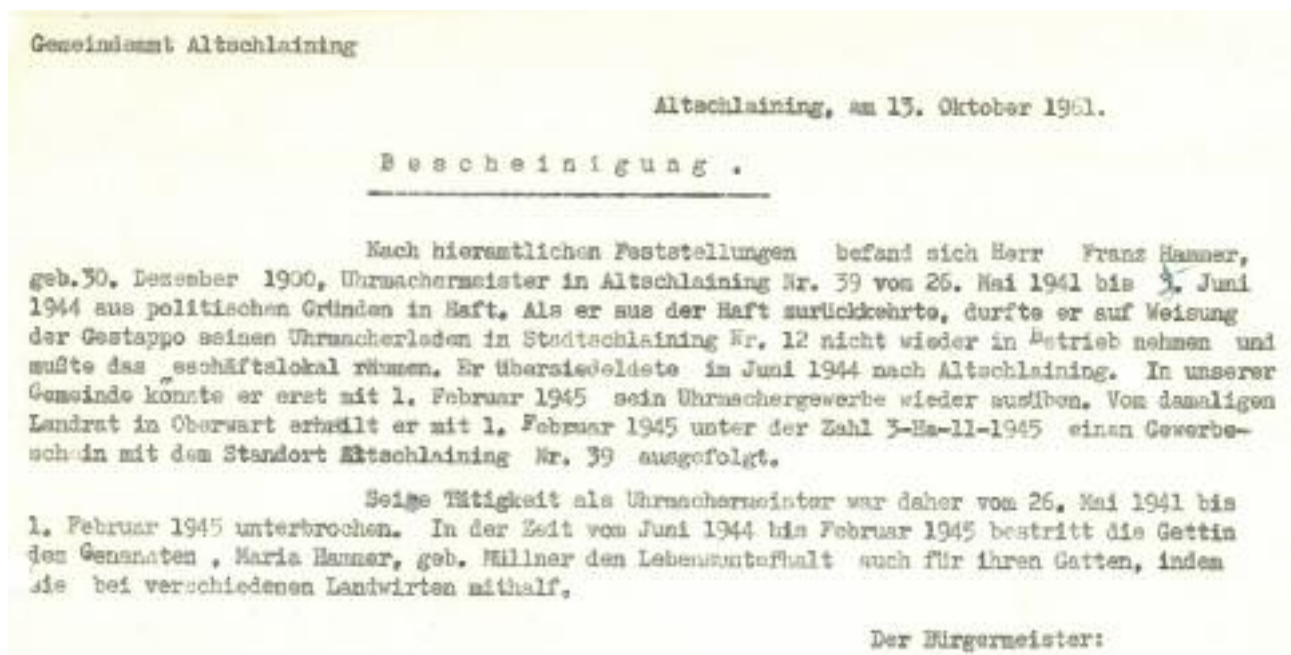 Gemeindeamt Altschlaining
Altschlaining, am 13. Oktober 1961.
Bescheinigung .
Nach hieramtlichen Feststellungen befand sich Herr Franz Hammer,
geb.30. Dezember 1900, Uhrmachermeister in Altschlaining Nr. 39 von 26. Mai 1941 bis 3. Juni
1944 aus politischen Gründen in Haft. Als er aus der Haft zurückkehrte, durfte er auf Weisung
der Gestappo seinen Uhrmacherladen in Stadtschlaining Nr. 12 nicht wieder in Betrieb nehmen und
mußte das eschäftslokal räumen. Er übersiedeldete im Juni 1944 nach Altschlaining. In unserer
Gemeinde konnte er erst mit 1. Februar 1945 sein Uhrmachergewerbe wieder ausüben. Vom damaligen
Landrat in Oberwart erhielt er mit 1. Februar 1945 unter der Zahl 3-Ha-11-1945 einen Gewerbe-
schein mit dem Standort Altschlaining Nr. 39 ausgefolgt.
Seine Tätigkeit als Uhrmachermeister war daher vom 26. Mai 1941 bis
1. Februar 1945 unterbrochen. In der Zeit vom Juni 1944 bis Februar 1945 bestritt die Gettin
des Genannten , Maria Hammer, geb. Müllner den Lebensunterhalt auch für ihren Gatten, indem
sie bei verschiedenen Landwirten mithalf.
Der Bürgermeister: